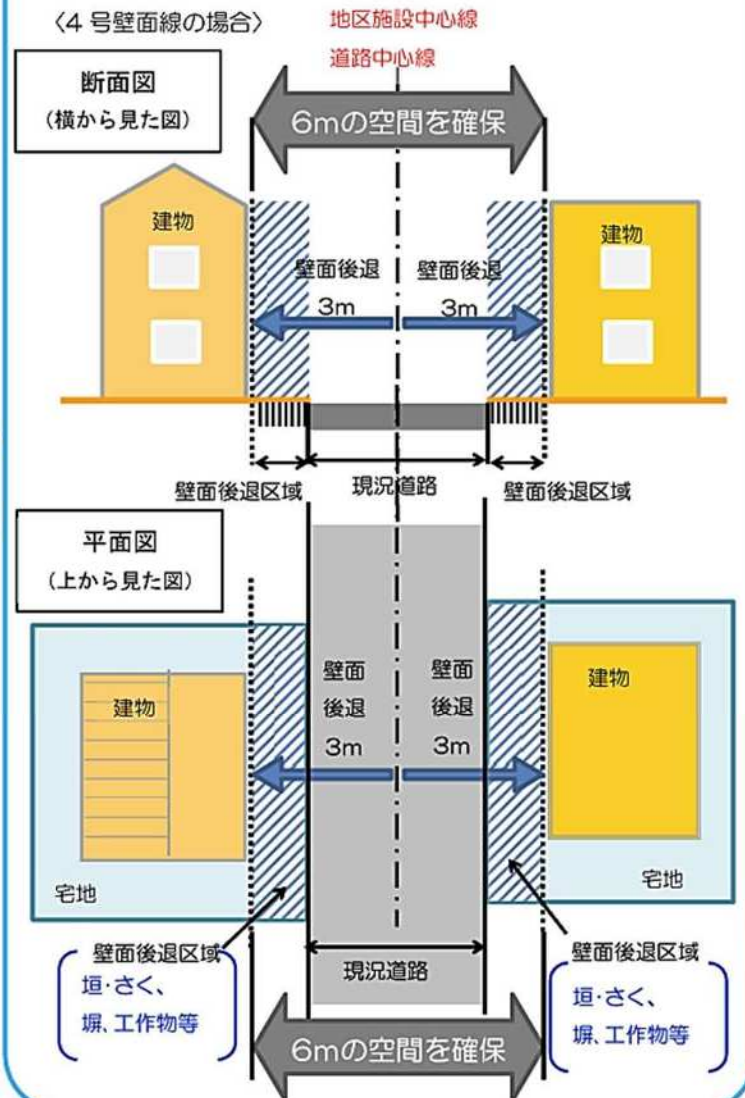 〈4 号壁面線の場合〉
地区施設中心線
道路中心線
断面図
(横から見た図)
6mの空間を確保
建物
建物
壁面後退
3m
壁面後退
3m
壁面後退区域
現況道路
壁面後退区域
平面図
(上から見た図)
建物
壁面
後退
3m
壁面
後退
3m
建物
宅地
宅地
壁面後退区域
垣・さく、
塀、工作物等
現況道路
壁面後退区域
垣・さく、
塀、工作物等
6mの空間を確保